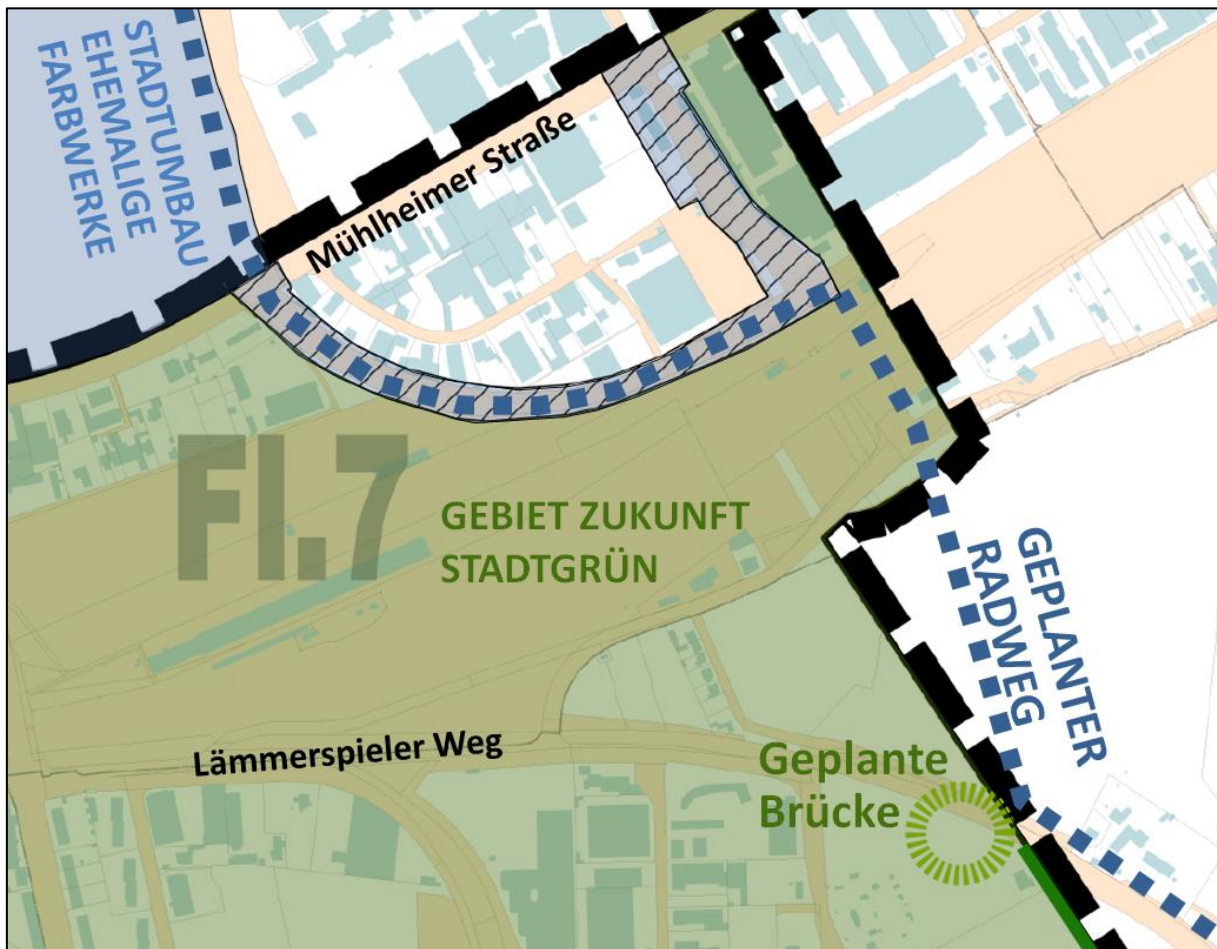 STADTUMBAU
EHEMALIGE
FARBWERKE
Mühlheimer Straße
Fl.7
GEBIET ZUKUNFT
STADTGRÜN
GEPLANTER
RADWEG
Lämmerspieler Weg
Geplante
Brücke